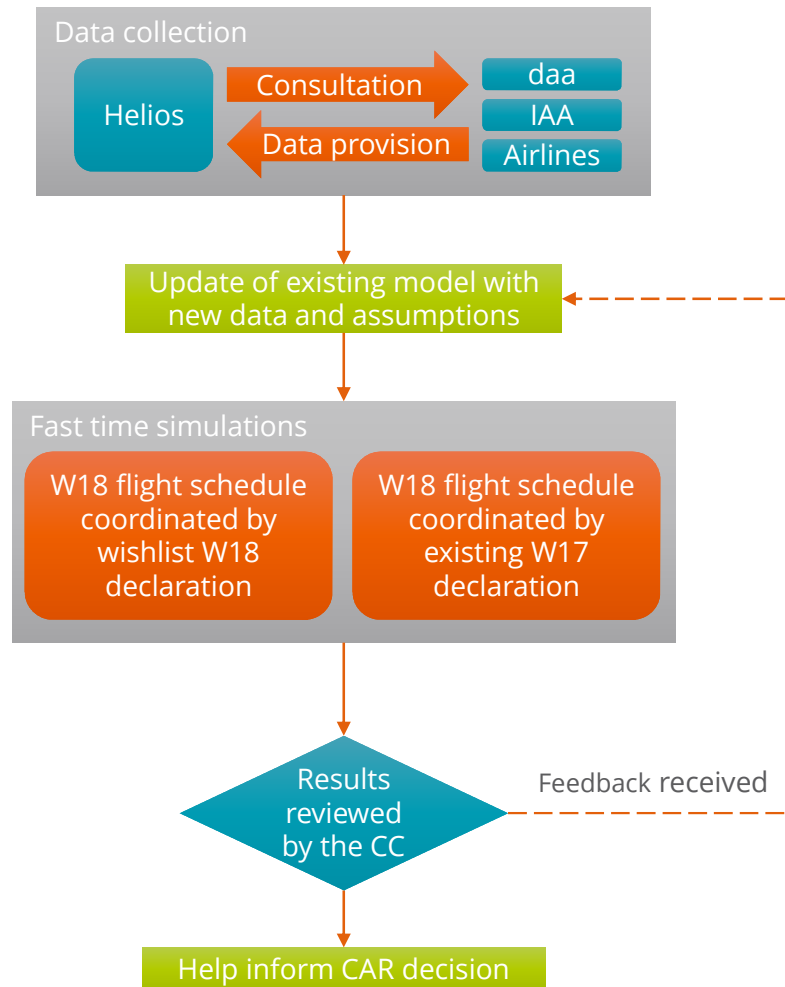 Data collection
Helios
Consultation
Data provision
daa
IAA
Airlines
Update of existing model with
new data and assumptions
Fast time simulations
W18 flight schedule
coordinated by
wishlist W18
declaration
W18 flight schedule
coordinated by
existing W17
declaration
Results
reviewed
by the CC
Feedback received
Help inform CAR decision